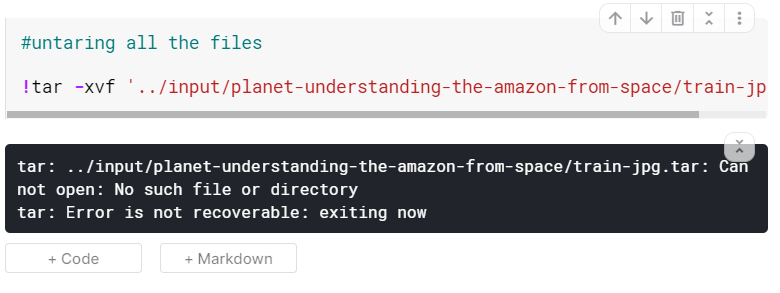 #untaring all the files
!tar -xvf '../input/planet-understanding-the-amazon-from-space/train-jp
tar: ../input/planet-understanding-the-amazon-from-space/train-jpg.tar: Can
not open: No such file or directory
tar: Error is not recoverable: exiting now
+ Code
+ Markdown